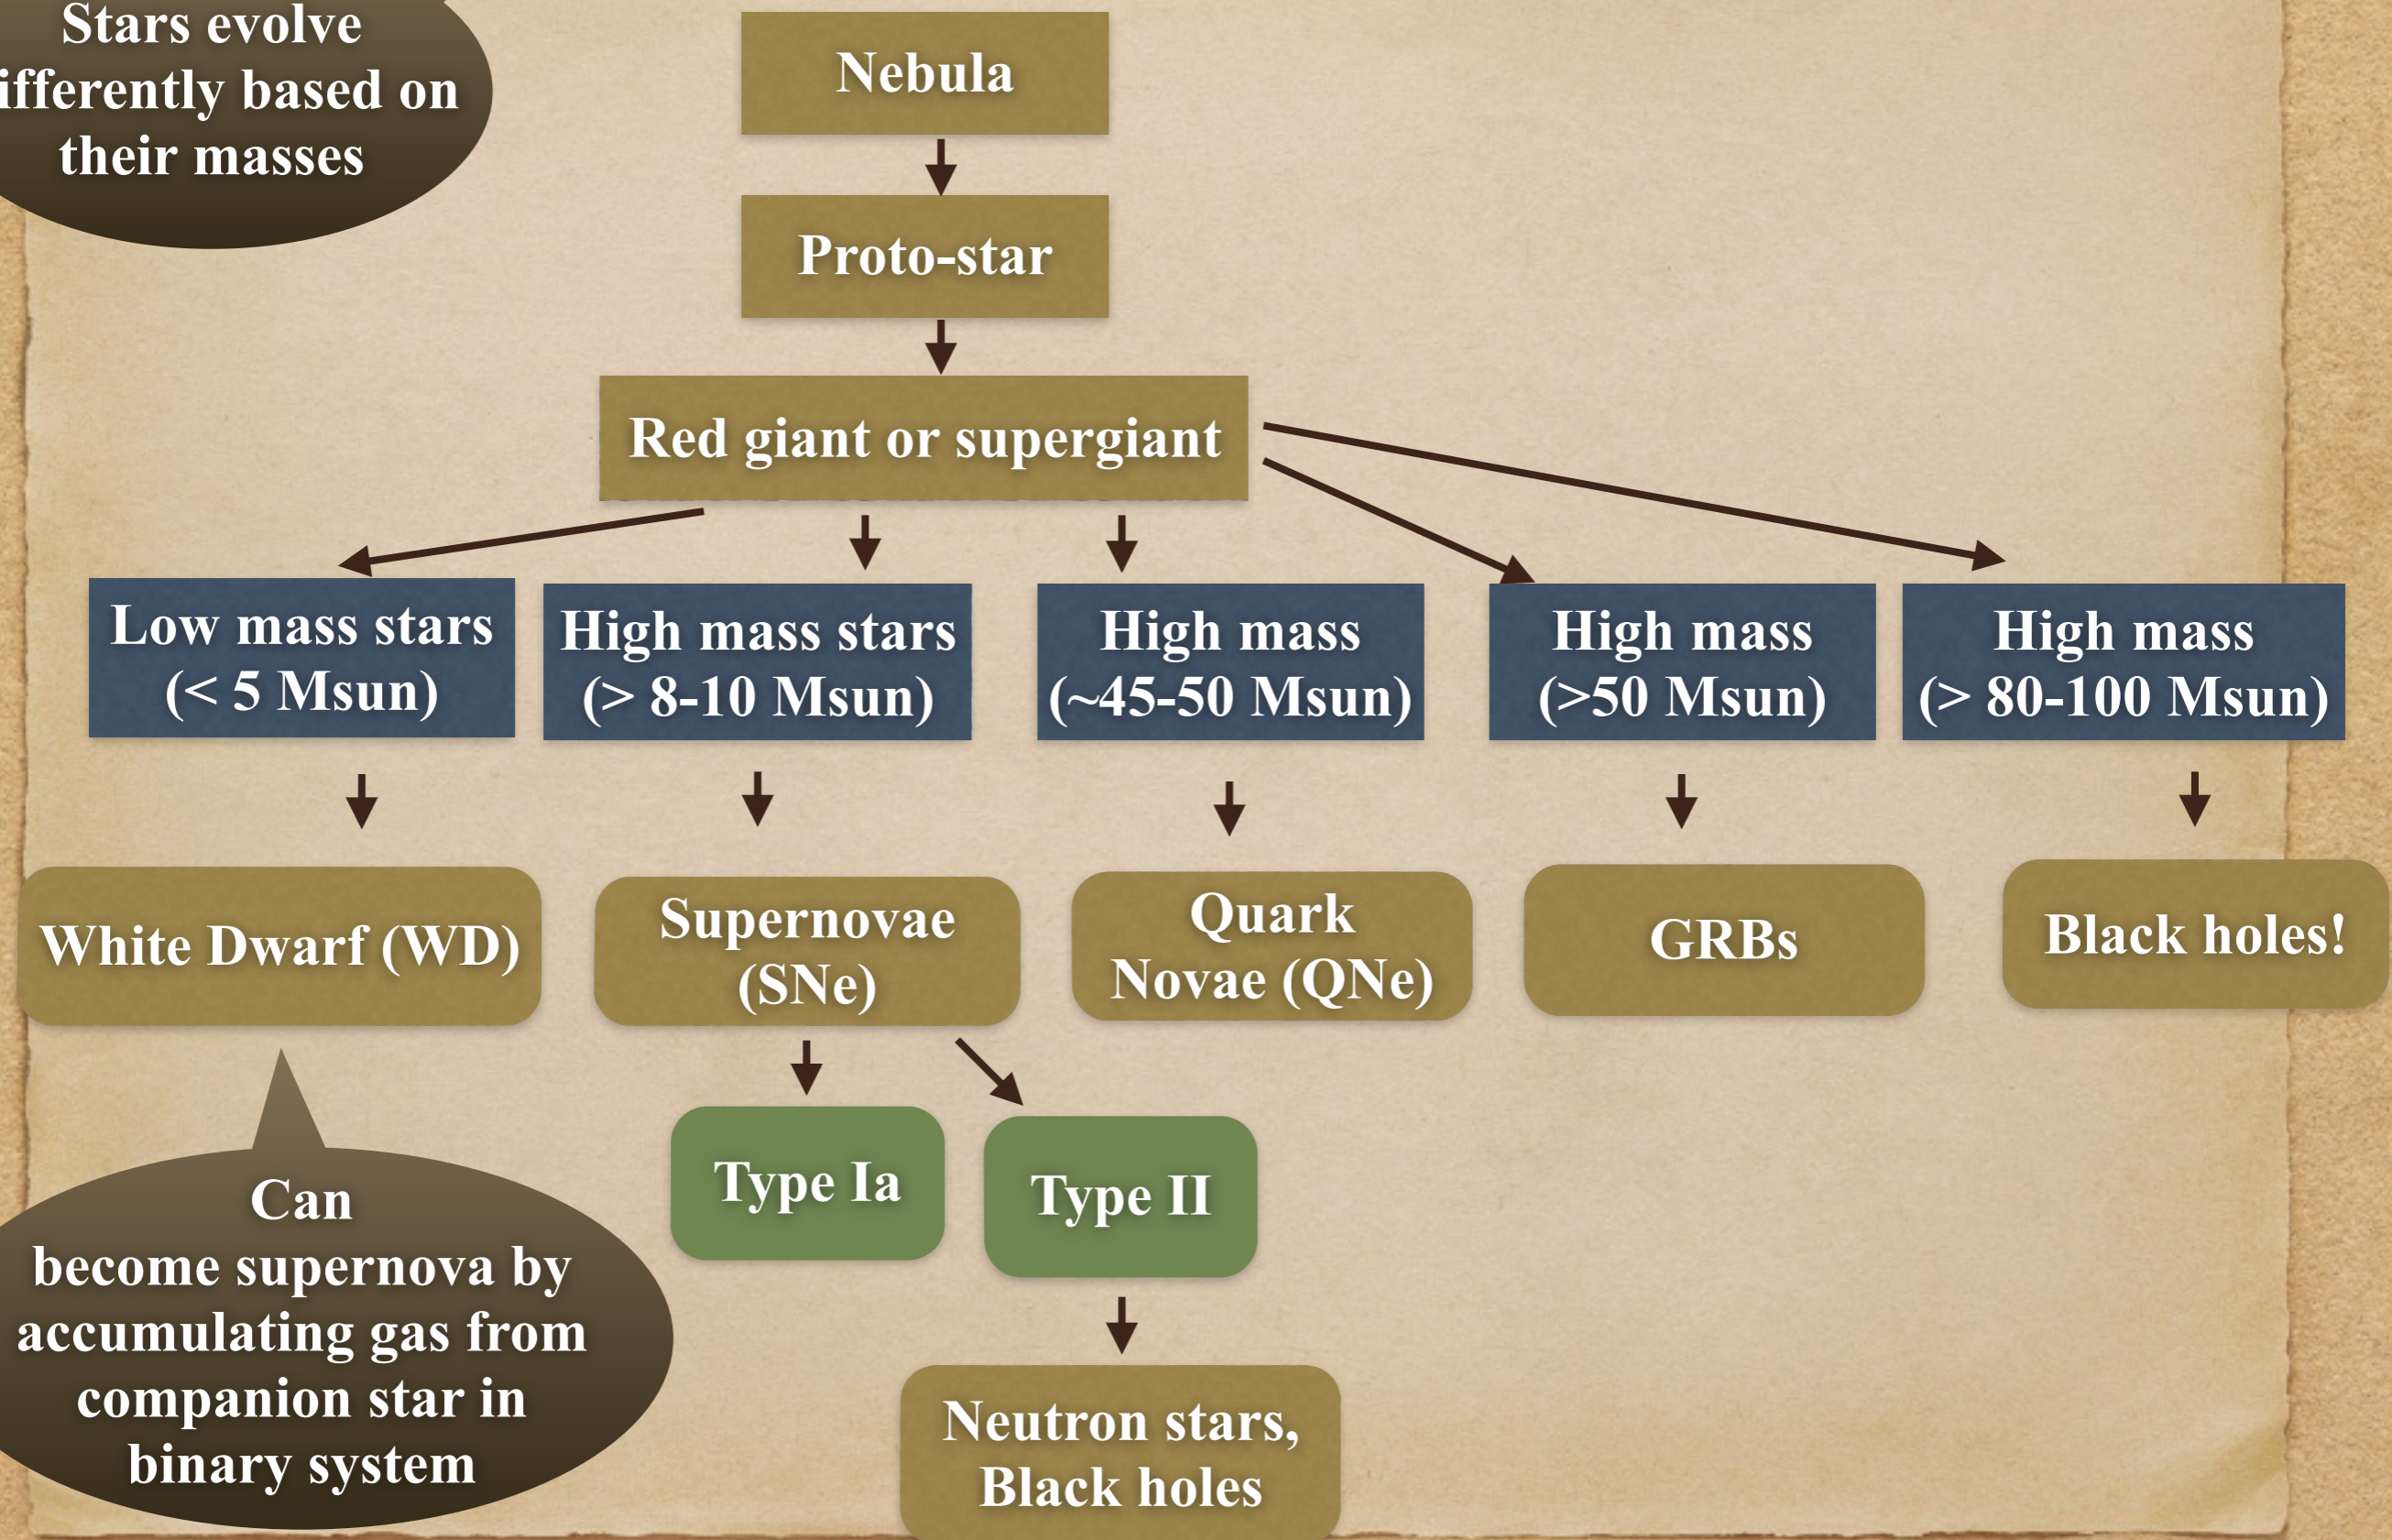 Stars evolve
ifferently based on
their masses
Nebula
Proto-star
Red giant or supergiant
Low mass stars
(< 5 Msun)
High mass stars
(> 8-10 Msun)
High mass
(~45-50 Msun)
High mass
(>50 Msun)
High mass
(> 80-100 Msun)
White Dwarf (WD)
Supernovae
(SNe)
Quark
Novae (QNe)
GRBs
Black holes!
Type Ia
Type II
Can
become supernova by
accumulating gas from
companion star in
binary system
Neutron stars,
Black holes